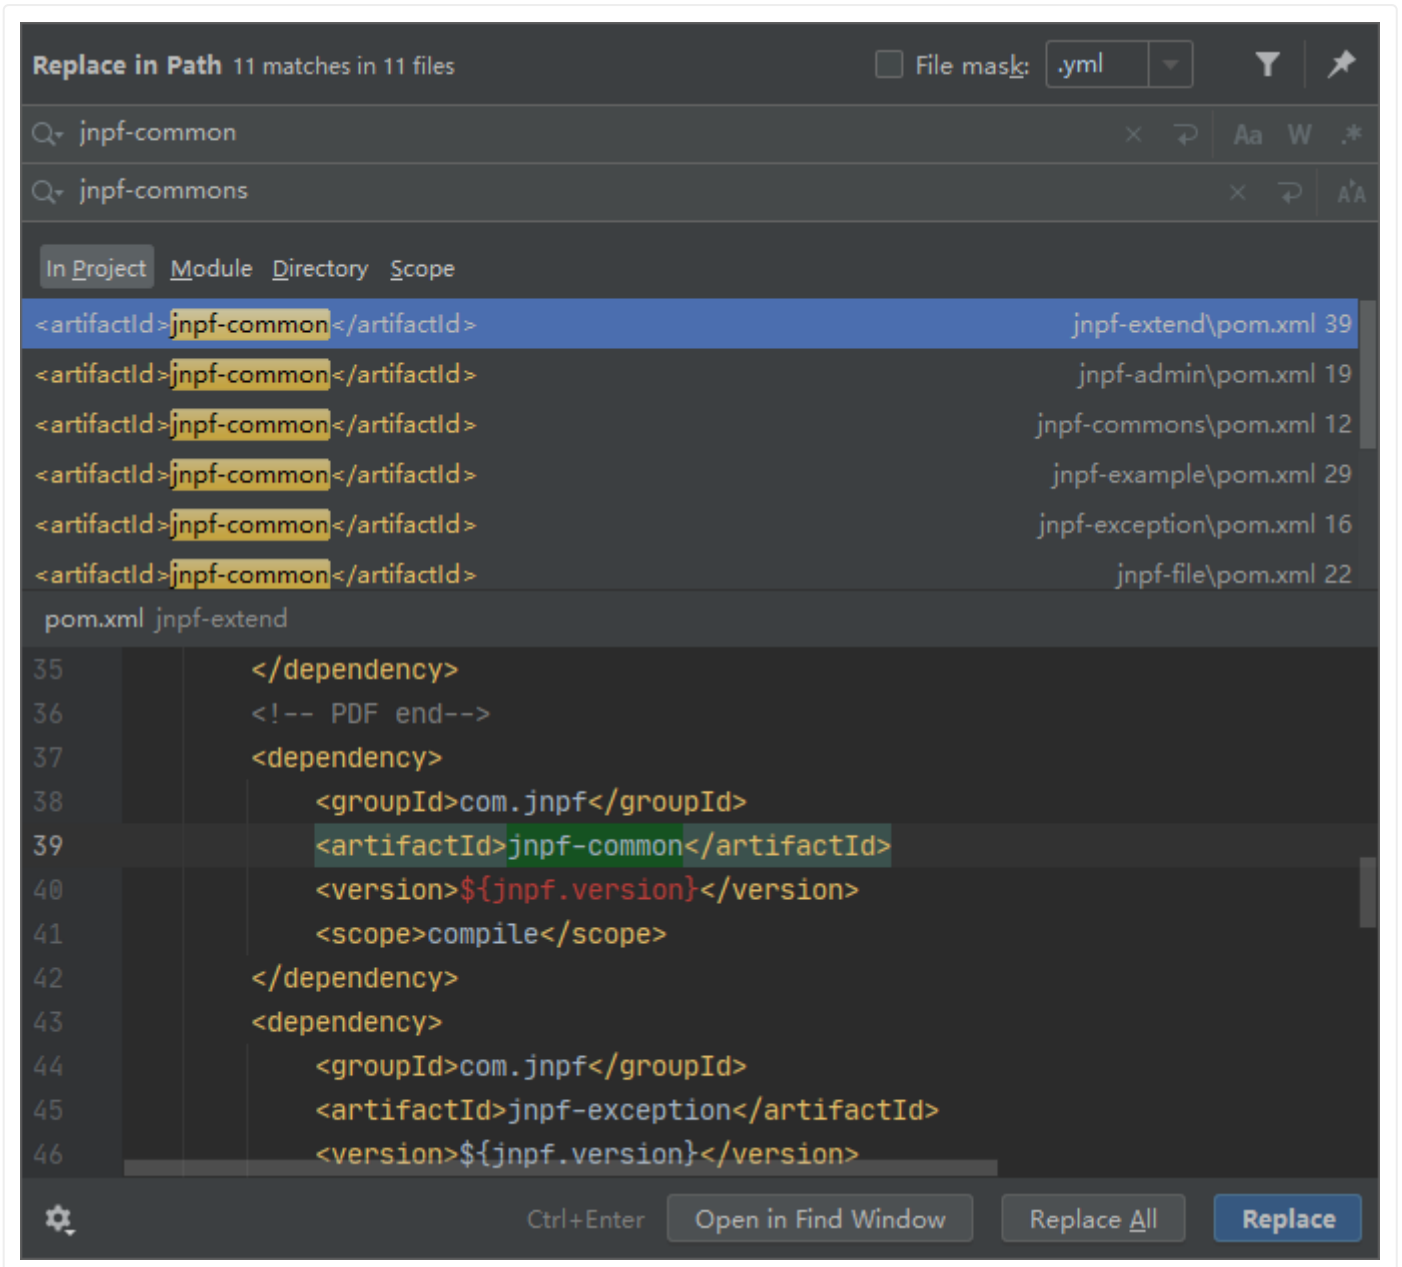 Replace in Path 11 matches in 11 files File mask: .yml
jnpf-common Aa W .*
jnpf-commons AA
In Project Module Directory Scope
<artifactId>jnpf-common</artifactId> jnpf-extend\pom.xml 39
<artifactId>jnpf-common</artifactId> jnpf-admin\pom.xml 19
<artifactId>jnpf-common</artifactId> jnpf-commons\pom.xml 12
<artifactId>jnpf-common</artifactId> jnpf-example\pom.xml 29
<artifactId>jnpf-common</artifactId> jnpf-exception\pom.xml 16
<artifactId>jnpf-common</artifactId> jnpf-file\pom.xml 22
pom.xml jnpf-extend
35 </dependency>
36 <!-- PDF end-->
37 <dependency>
38 <groupId>com.jnpf</groupId>
39 <artifactId>jnpf-common</artifactId>
40 <version>${jnpf.version}</version>
41 <scope>compile</scope>
42 </dependency>
43 <dependency>
44 <groupId>com.jnpf</groupId>
45 <artifactId>jnpf-exception</artifactId>
46 <version>${jnpf.version}</version>
Ctrl+Enter Open in Find Window Replace All Replace